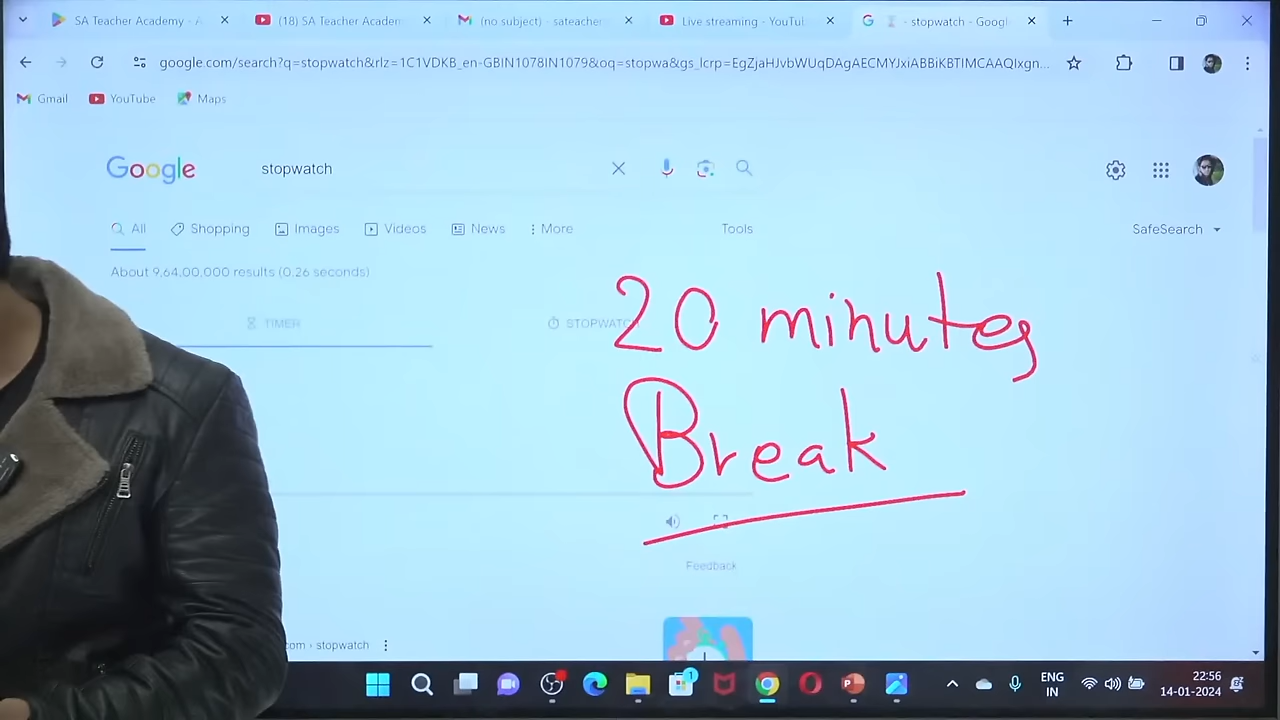 SA Teacher Academy - A
(18) SA Teacher Academ
(no subject) - sateacher
Live streaming - YouTu
- stopwatch - Googl
google.com/search?q=stopwatch&rlz=1C1VDKB_en-GBIN1078IN1079&oq=stopwa&gs_lcrp=EgZjaHJvbWUqDAgAECMYJxiABBiKBTIMCAAQIxgn...
Gmail YouTube Maps
Google stopwatch
All Shopping Images Videos News More Tools SafeSearch
About 9,64,00,000 results (0.26 seconds)
TIMER STOPWATCH
20 minutes
Break
Feedback
com › stopwatch
ENG 22:56
IN 14-01-2024